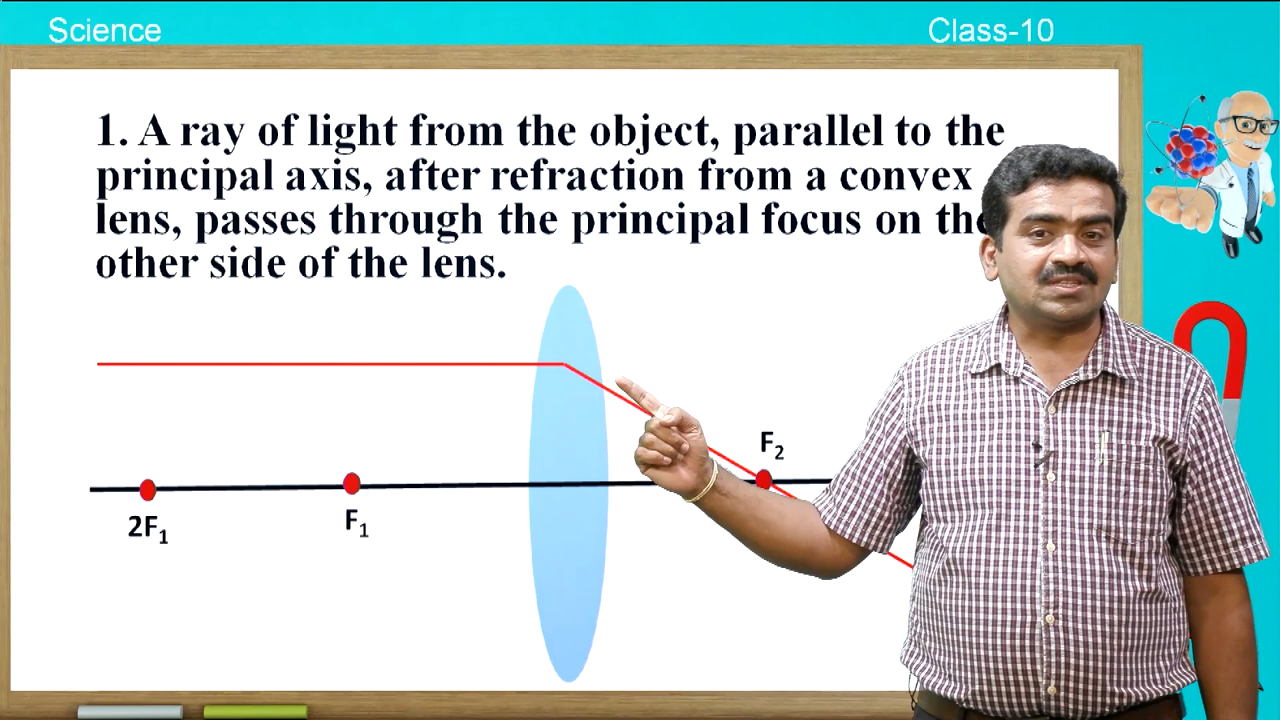 Science
Class-10
1. A ray of light from the object, parallel to the
principal axis, after refraction from a convex
lens, passes through the principal focus on the
other side of the lens.
F₂
2F₁
F₁